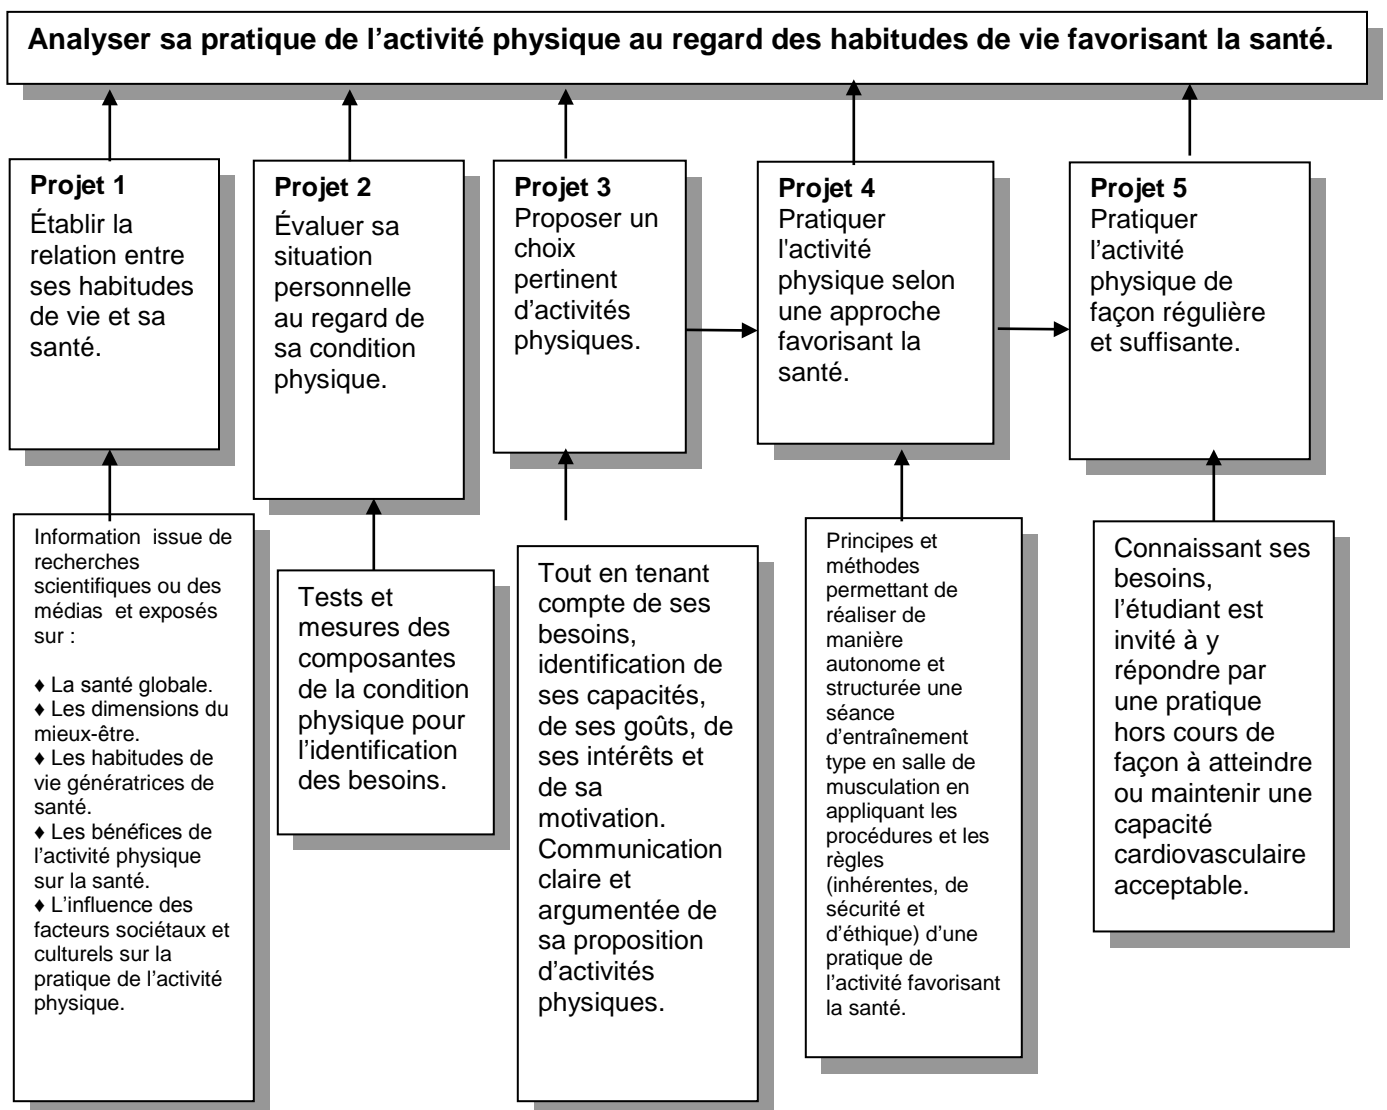 Analyser sa pratique de l’activité physique au regard des habitudes de vie favorisant la santé.
Projet 1
Établir la
relation entre
ses habitudes
de vie et sa
santé.
Projet 2
Évaluer sa
situation
personnelle
au regard de
sa condition
physique.
Projet 3
Proposer un
choix
pertinent
d’activités
physiques.
Projet 4
Pratiquer
l'activité
physique selon
une approche
favorisant la
santé.
Projet 5
Pratiquer
l’activité
physique de
façon régulière
et suffisante.
Information  issue de
recherches
scientifiques ou des
médias  et exposés
sur :
♦ La santé globale.
♦ Les dimensions du
mieux-être.
♦ Les habitudes de
vie génératrices de
santé.
♦ Les bénéfices de
l’activité physique
sur la santé.
♦ L’influence des
facteurs sociétaux et
culturels sur la
pratique de l’activité
physique.
Tests et
mesures des
composantes
de la condition
physique pour
l’identification
des besoins.
Tout en tenant
compte de ses
besoins,
identification de
ses capacités,
de ses goûts, de
ses intérêts et
de sa
motivation.
Communication
claire et
argumentée de
sa proposition
d’activités
physiques.
Principes et
méthodes
permettant de
réaliser de
manière
autonome et
structurée une
séance
d’entraînement
type en salle de
musculation en
appliquant les
procédures et les
règles
(inhérentes, de
sécurité et
d’éthique) d’une
pratique de
l’activité favorisant
la santé.
Connaissant ses
besoins,
l’étudiant est
invité à y
répondre par
une pratique
hors cours de
façon à atteindre
ou maintenir une
capacité
cardiovasculaire
acceptable.